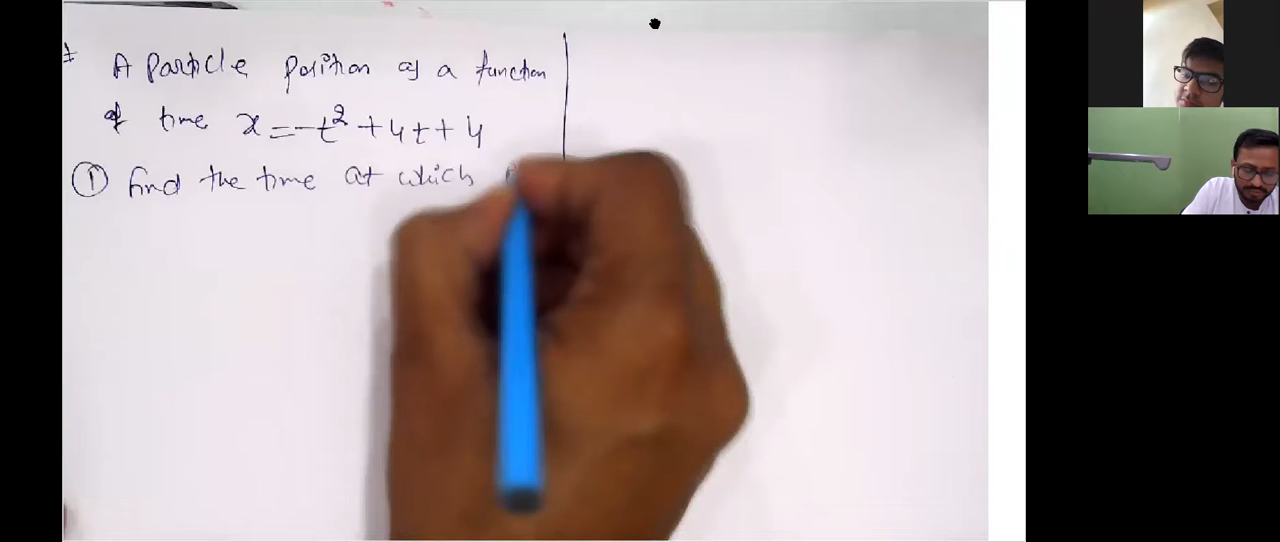 A Particle Position as a function
of time x = -t² + 4t + 4
① find the time at which